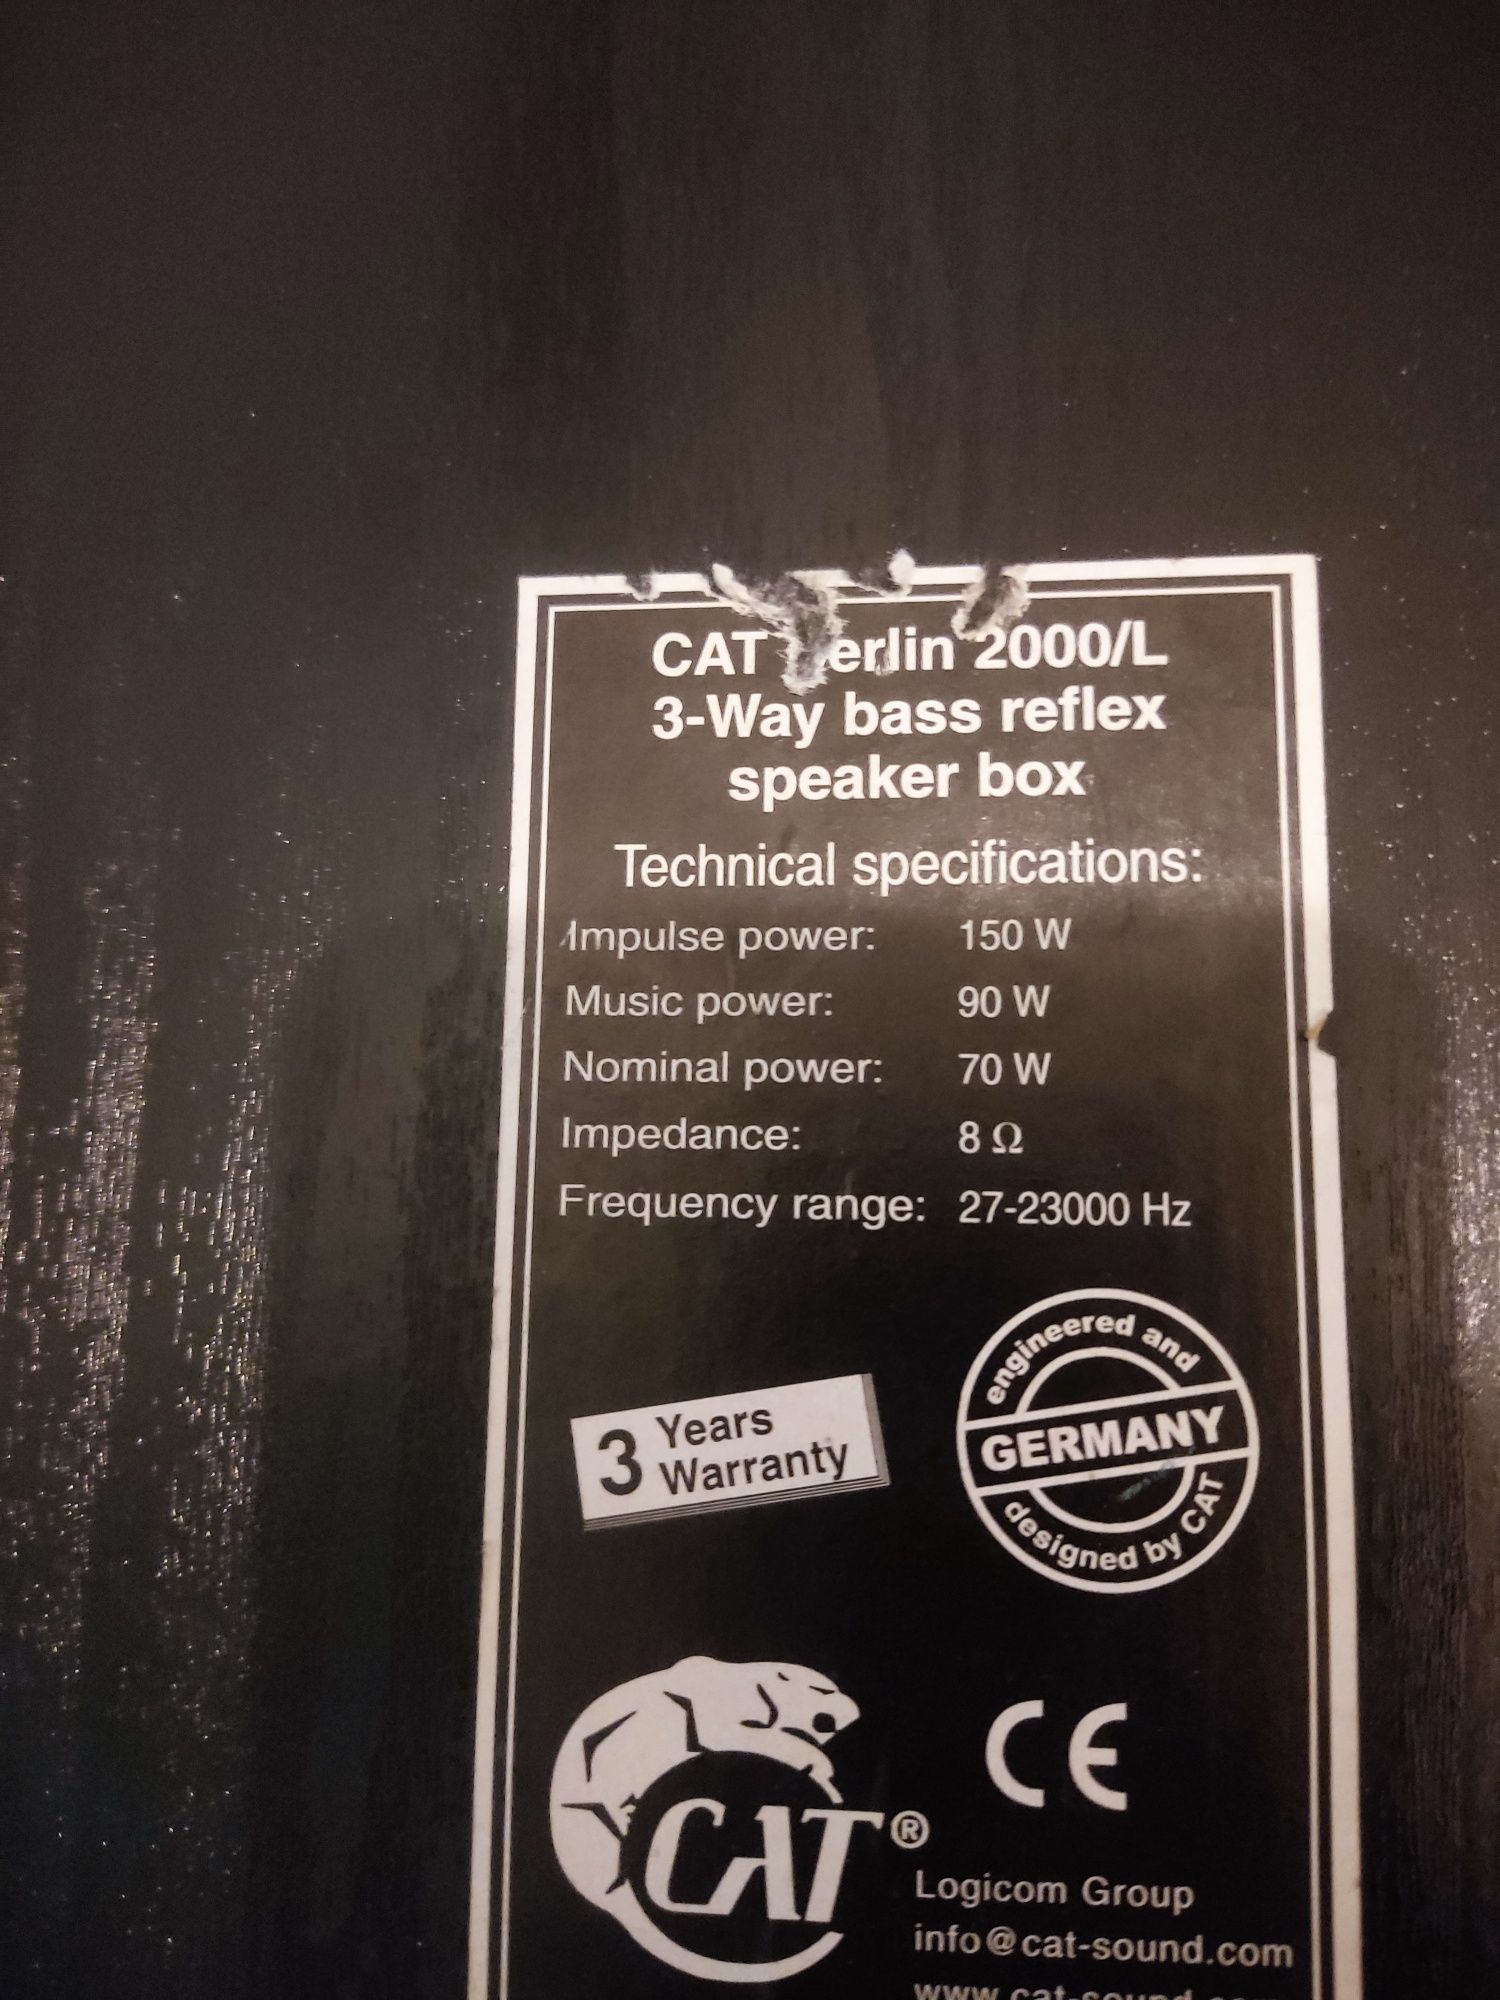 CAT Berlin 2000/L
3-Way bass reflex
speaker box
Technical specifications:
Impulse power: 150 W
Music power: 90 W
Nominal power: 70 W
Impedance: 8 Ω
Frequency range: 27-23000 Hz
3 Years
Warranty
engineered and
GERMANY
designed by CAT
CE
CAT®
Logicom Group
info@cat-sound.com